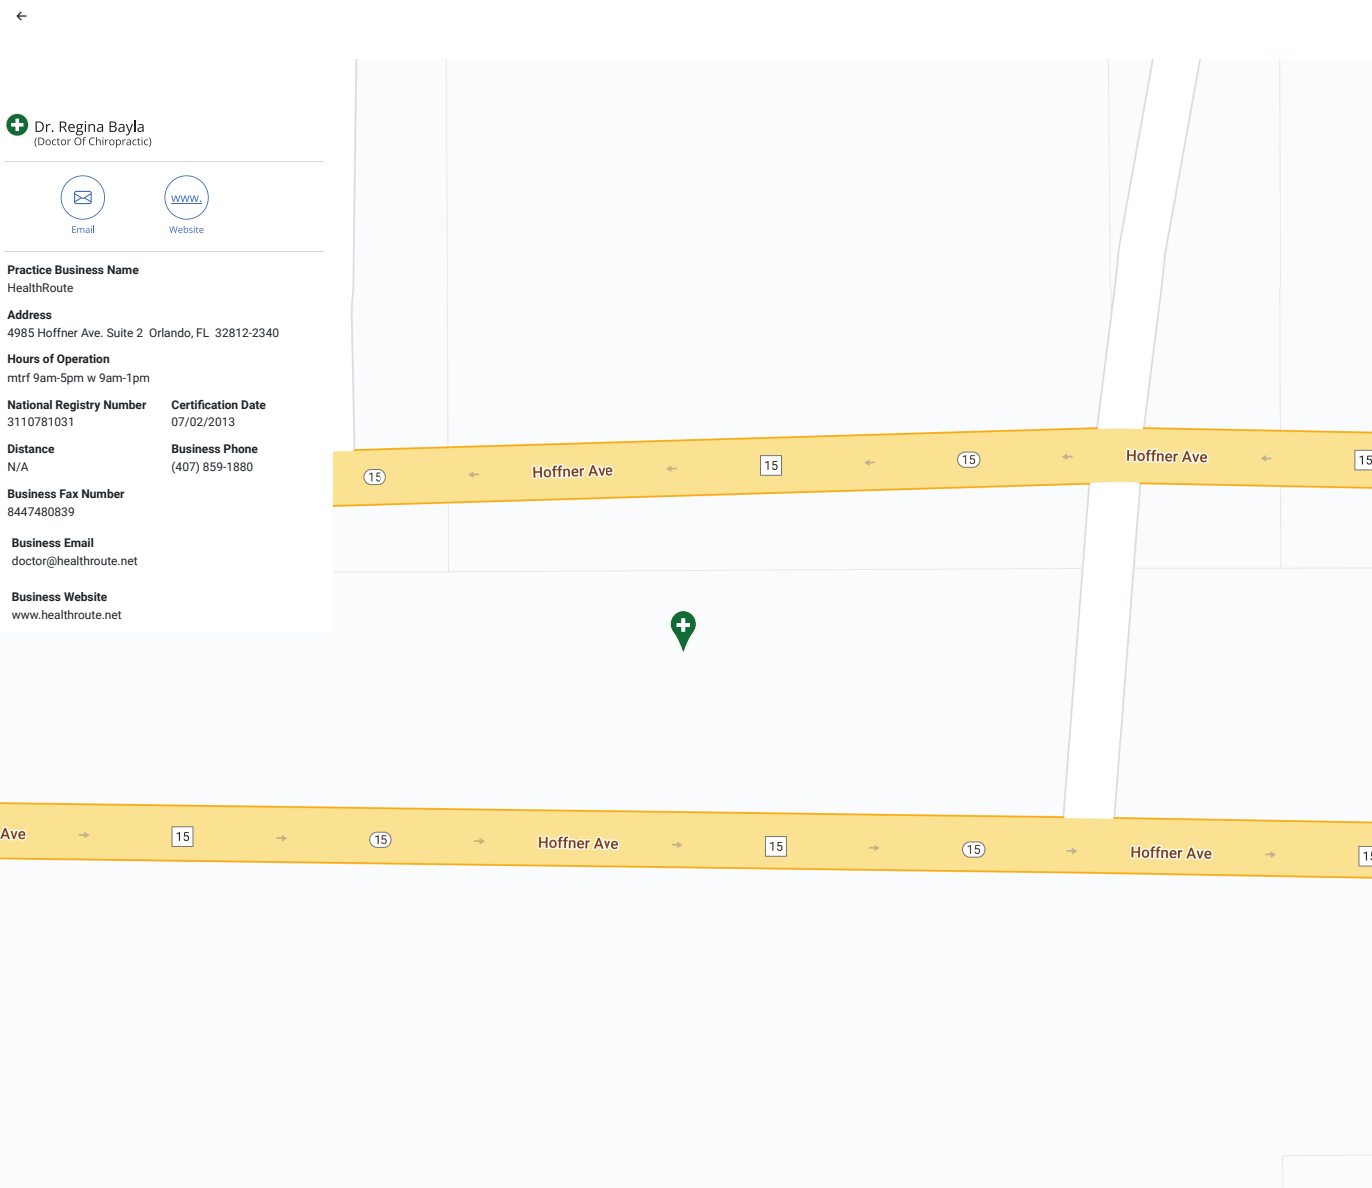 Dr. Regina Bayla
(Doctor Of Chiropractic)
www.
Email
Website
Practice Business Name
HealthRoute
Address
4985 Hoffner Ave. Suite 2  Orlando, FL  32812-2340
Hours of Operation
mtrf 9am-5pm w 9am-1pm
National Registry Number
Certification Date
3110781031
07/02/2013
Distance
Business Phone
N/A
(407) 859-1880
Business Fax Number
8447480839
Business Email
doctor@healthroute.net
Business Website
www.healthroute.net
15
Hoffner Ave
15
15
Hoffner Ave
15
Ave
15
15
Hoffner Ave
15
15
Hoffner Ave
15